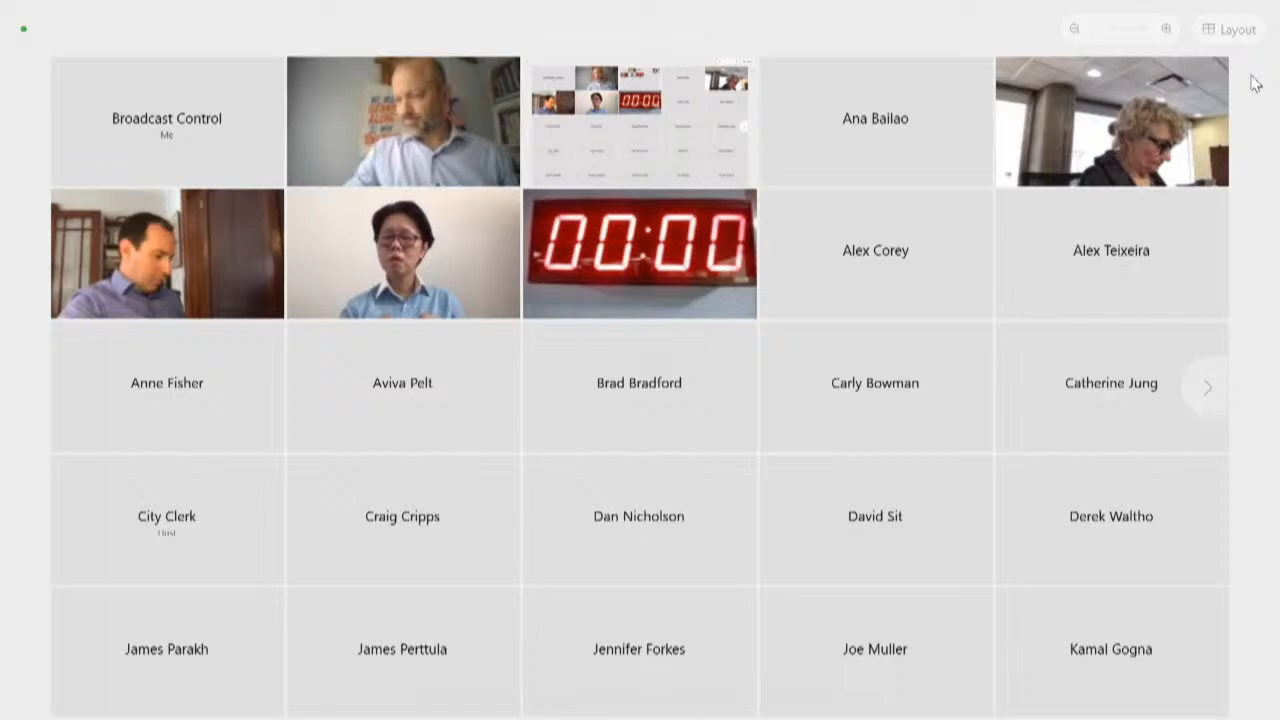 Layout
Broadcast Control
Me
Ana Bailao
00:00
00:00
Alex Corey
Alex Teixeira
Anne Fisher
Aviva Pelt
Brad Bradford
Carly Bowman
Catherine Jung
City Clerk
Host
Craig Cripps
Dan Nicholson
David Sit
Derek Waltho
James Parakh
James Perttula
Jennifer Forkes
Joe Muller
Kamal Gogna